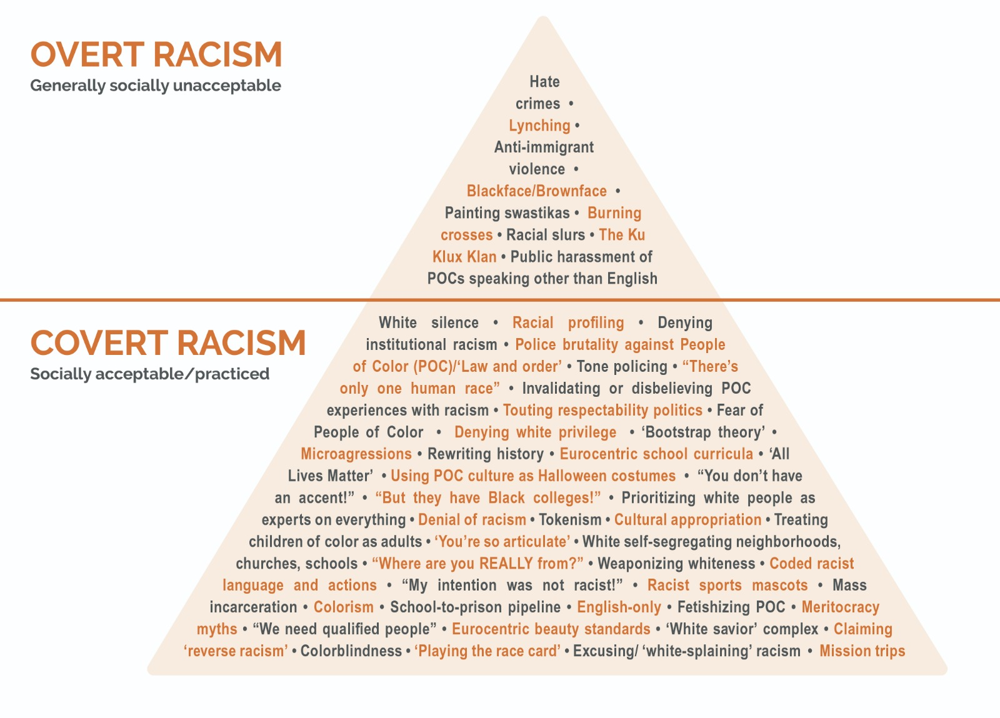 OVERT RACISM
Generally socially unacceptable
Hate
crimes •
Lynching •
Anti-immigrant
violence •
Blackface/Brownface •
Painting swastikas • Burning
crosses • Racial slurs • The Ku
Klux Klan • Public harassment of
POCs speaking other than English
COVERT RACISM
Socially acceptable/practiced
White silence • Racial profiling • Denying
institutional racism • Police brutality against People
of Color (POC)/‘Law and order’ • Tone policing • “There’s
only one human race” • Invalidating or disbelieving POC
experiences with racism • Touting respectability politics • Fear of
People of Color • Denying white privilege • ‘Bootstrap theory’ •
Microagressions • Rewriting history • Eurocentric school curricula • ‘All
Lives Matter’ • Using POC culture as Halloween costumes • “You don’t have
an accent!” • “But they have Black colleges!” • Prioritizing white people as
experts on everything • Denial of racism • Tokenism • Cultural appropriation • Treating
children of color as adults • ‘You’re so articulate’ • White self-segregating neighborhoods,
churches, schools • “Where are you REALLY from?” • Weaponizing whiteness • Coded racist
language and actions • “My intention was not racist!” • Racist sports mascots • Mass
incarceration • Colorism • School-to-prison pipeline • English-only • Fetishizing POC • Meritocracy
myths • “We need qualified people” • Eurocentric beauty standards • ‘White savior’ complex • Claiming
‘reverse racism’ • Colorblindness • ‘Playing the race card’ • Excusing/ ‘white-splaining’ racism • Mission trips